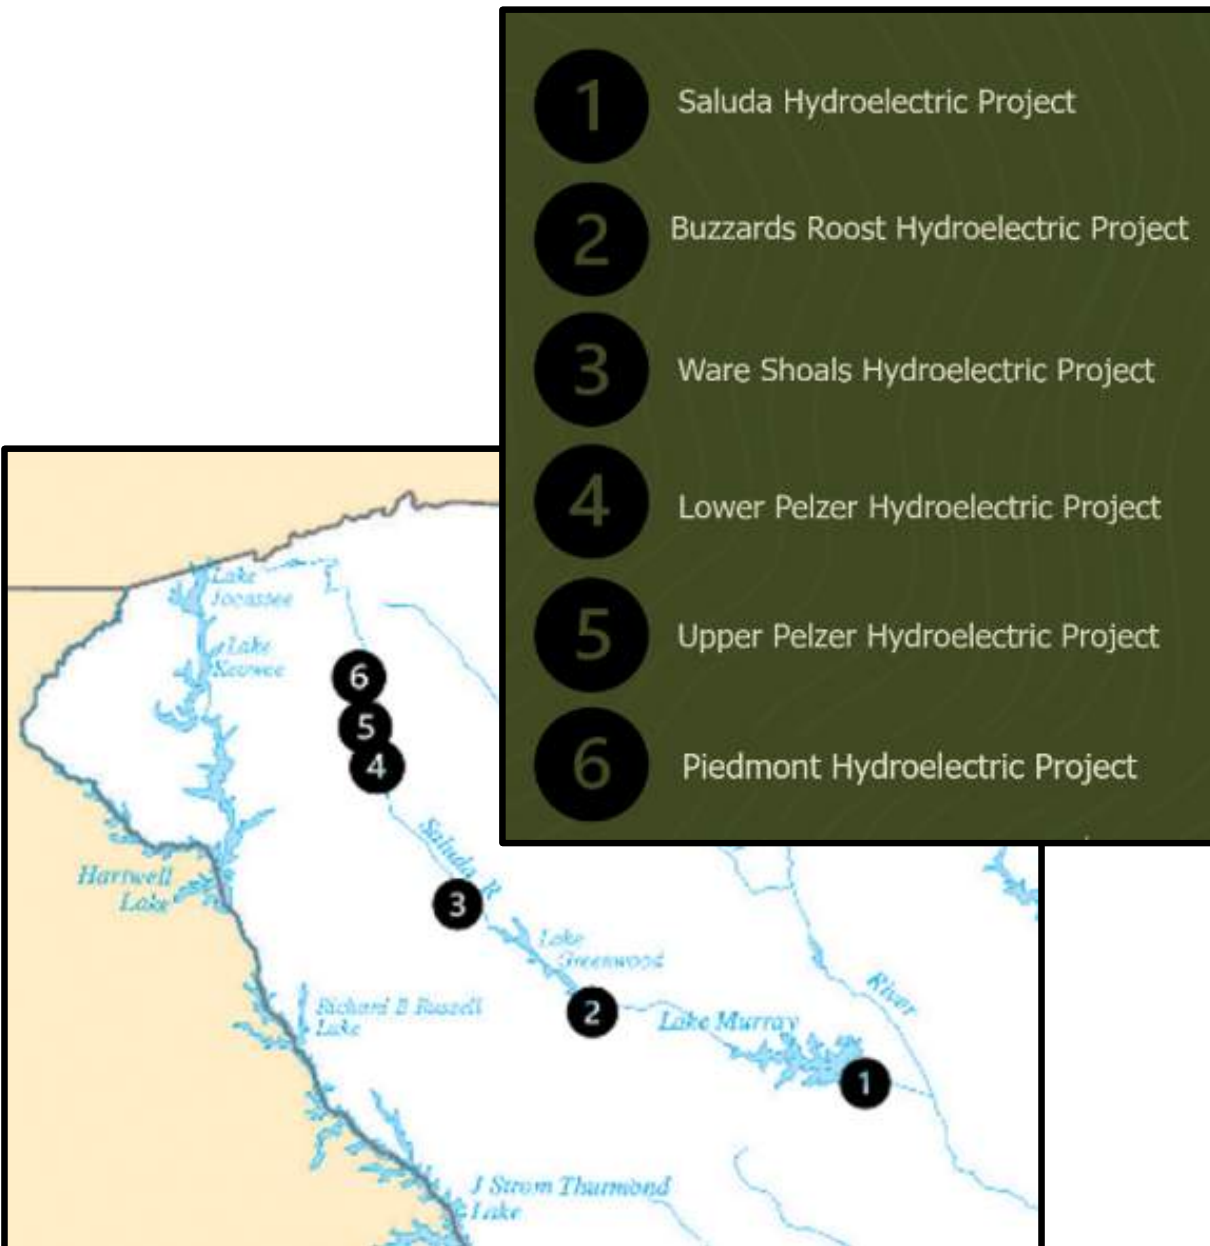 1 Saluda Hydroelectric Project
2 Buzzards Roost Hydroelectric Project
3 Ware Shoals Hydroelectric Project
4 Lower Pelzer Hydroelectric Project
5 Upper Pelzer Hydroelectric Project
6 Piedmont Hydroelectric Project
Lake
Jocassee
Lake
Keowee
6
5
4
Saluda R
Hartwell
Lake
3
Lake
Greenwood
2
Richard B Russell
Lake
Lake Murray
River
1
J Strom Thurmond
Lake